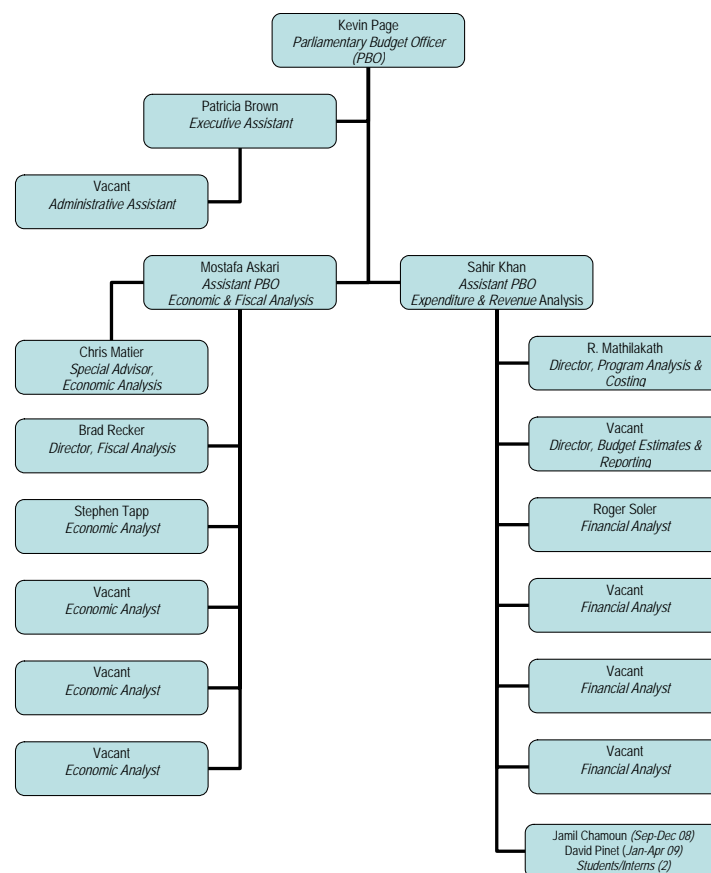 Kevin Page
Parliamentary Budget Officer
(PBO)
Patricia Brown
Executive Assistant
Vacant
Administrative Assistant
Mostafa Askari
Assistant PBO
Economic & Fiscal Analysis
Sahir Khan
Assistant PBO
Expenditure & Revenue Analysis
Chris Matier
Special Advisor,
Economic Analysis
Brad Recker
Director, Fiscal Analysis
Stephen Tapp
Economic Analyst
Vacant
Economic Analyst
Vacant
Economic Analyst
Vacant
Economic Analyst
R. Mathilakath
Director, Program Analysis &
Costing
Vacant
Director, Budget Estimates &
Reporting
Roger Soler
Financial Analyst
Vacant
Financial Analyst
Vacant
Financial Analyst
Vacant
Financial Analyst
Jamil Chamoun (Sep-Dec 08)
David Pinet (Jan-Apr 09)
Students/Interns (2)